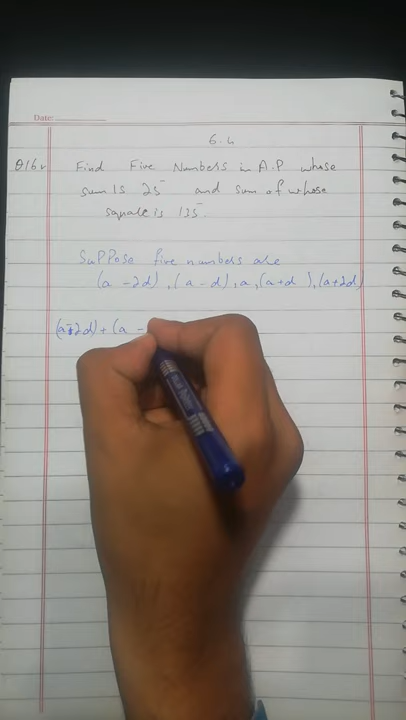 Date:
6.4
Q16v Find Five Numbers in A.P whose
sum is 25 and sum of whose
square is 135.
SuPPose five numbers are
(a - 2d), (a - d), a, (a + d), (a + 2d)
(a - 2d) + (a -